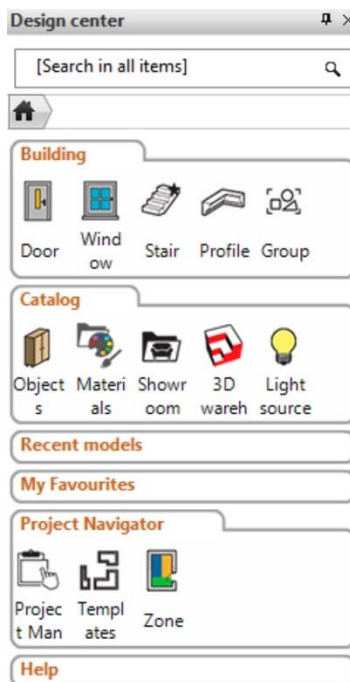 Design center
[Search in all items]
Building
Door
Wind
ow
Stair
Profile
Group
Catalog
Object
s
Materi
als
Showr
oom
3D
wareh
Light
source
Recent models
My Favourites
Project Navigator
Projec
t Man
Templ
ates
Zone
Help